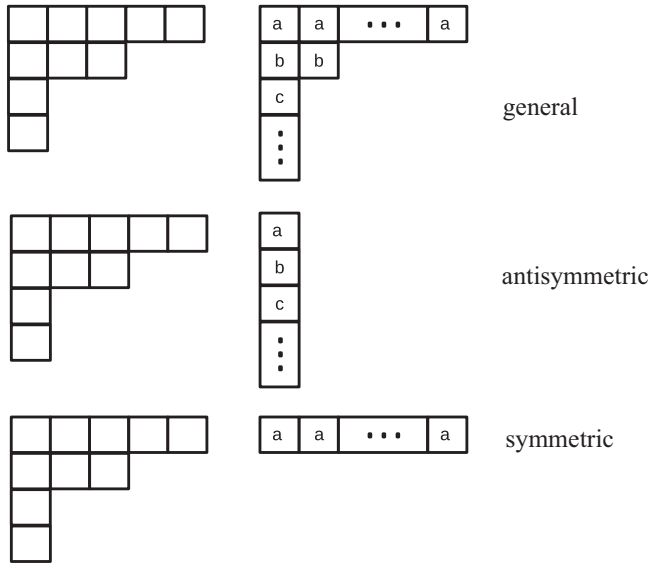 a a ··· a
b b
c
⋮
general
a
b
c
⋮
antisymmetric
a a ··· a
symmetric